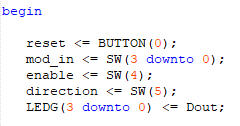 begin
reset <= BUTTON(0);
mod_in <= SW(3 downto 0);
enable <= SW(4);
direction <= SW(5);
LEDG(3 downto 0) <= Dout;